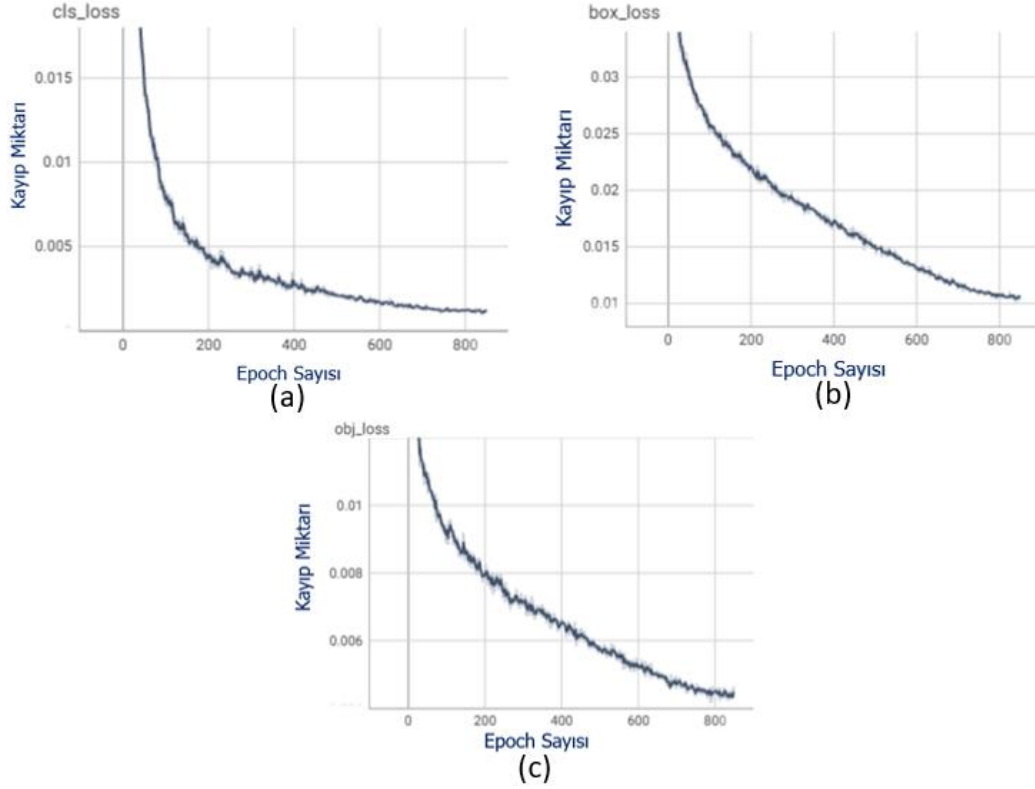 cls_loss
0.015
0.01
0.005
Kayıp Miktarı
0 200 400 600 800
Epoch Sayısı
(a)
box_loss
0.03
0.025
0.02
0.015
0.01
Kayıp Miktarı
0 200 400 600 800
Epoch Sayısı
(b)
obj_loss
0.01
0.008
0.006
Kayıp Miktarı
0 200 400 600 800
Epoch Sayısı
(c)